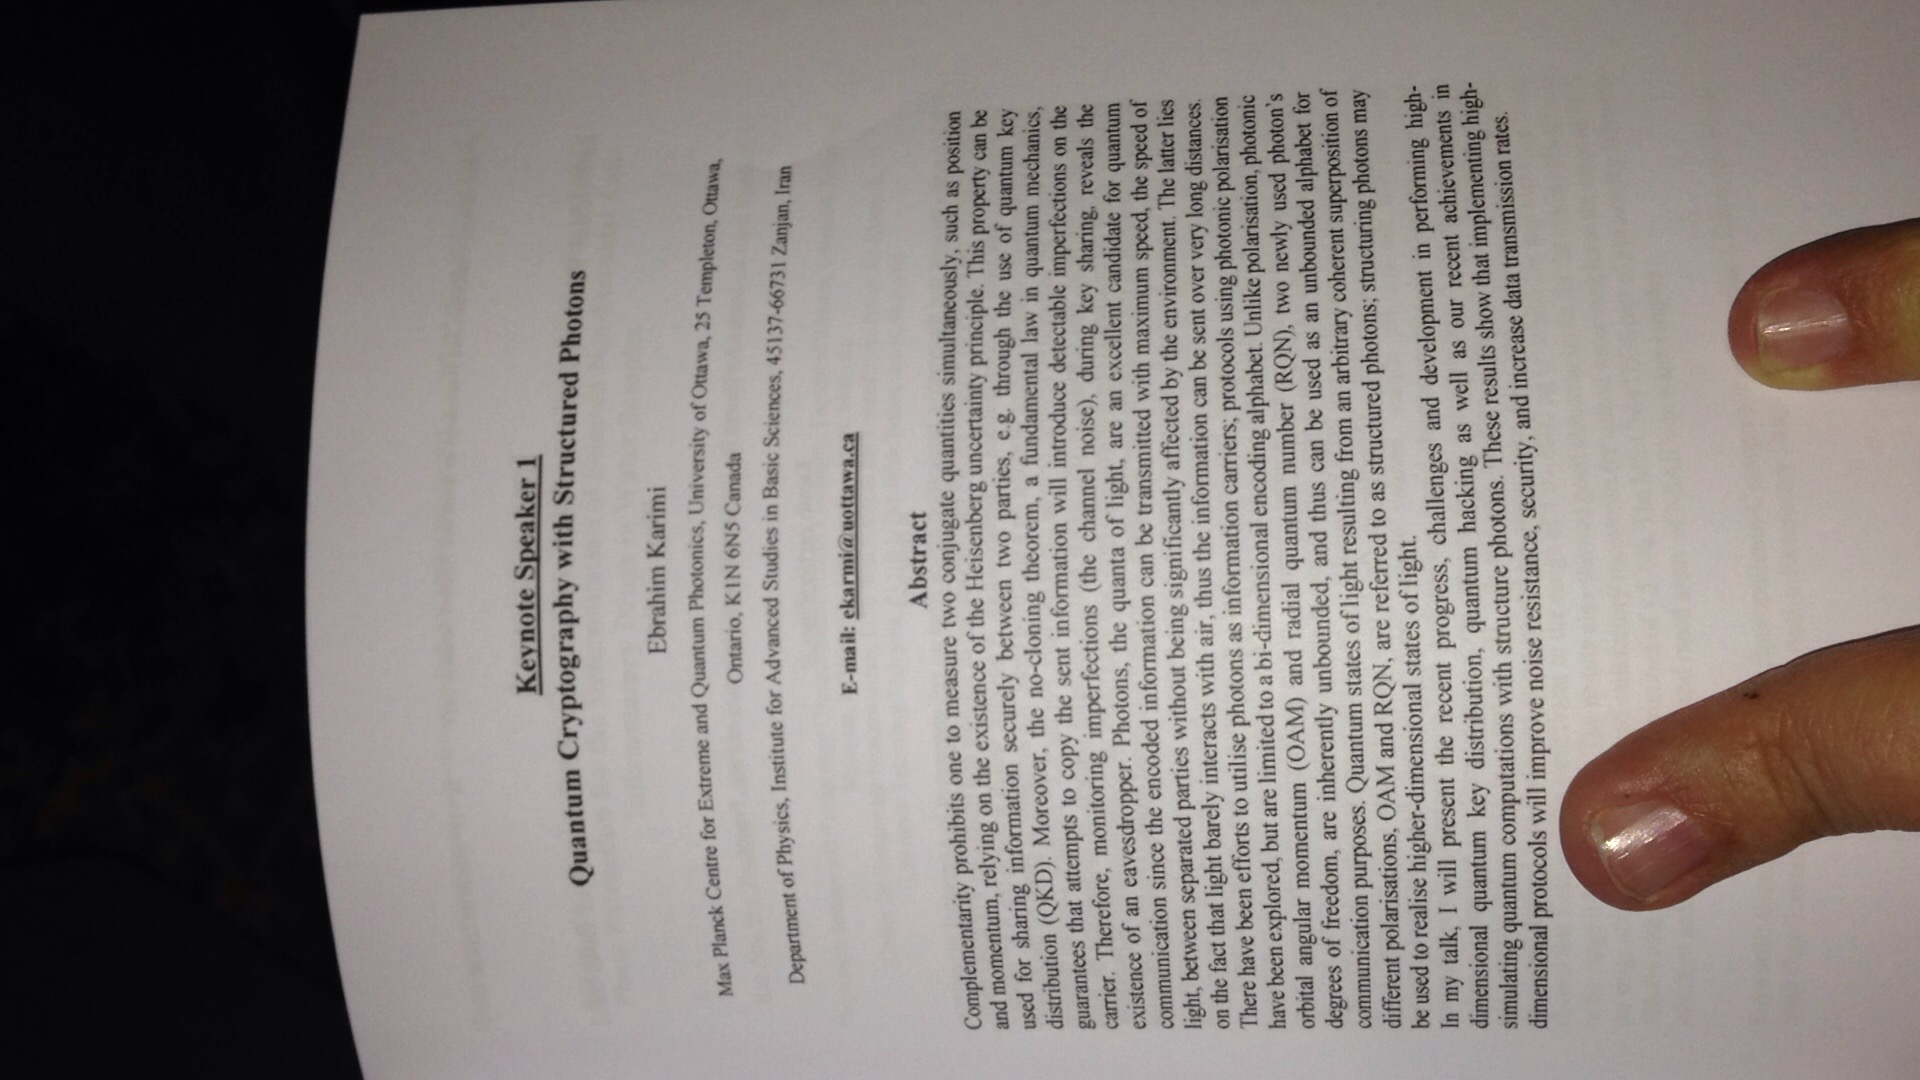 Keynote Speaker 1
Quantum Cryptography with Structured Photons
Ebrahim Karimi
Max Planck Centre for Extreme and Quantum Photonics, University of Ottawa, 25 Templeton, Ottawa,
Ontario, K1N 6N5 Canada
Department of Physics, Institute for Advanced Studies in Basic Sciences, 45137-66731 Zanjan, Iran
E-mail: ekarmi@uottawa.ca
Abstract
Complementarity prohibits one to measure two conjugate quantities simultaneously, such as position
and momentum, relying on the existence of the Heisenberg uncertainty principle. This property can be
used for sharing information securely between two parties, e.g. through the use of quantum key
distribution (QKD). Moreover, the no-cloning theorem, a fundamental law in quantum mechanics,
guarantees that attempts to copy the sent information will introduce detectable imperfections on the
carrier. Therefore, monitoring imperfections (the channel noise), during key sharing, reveals the
existence of an eavesdropper. Photons, the quanta of light, are an excellent candidate for quantum
communication since the encoded information can be transmitted with maximum speed, the speed of
light, between separated parties without being significantly affected by the environment. The latter lies
on the fact that light barely interacts with air, thus the information can be sent over very long distances.
There have been efforts to utilise photons as information carriers; protocols using photonic polarisation
have been explored, but are limited to a bi-dimensional encoding alphabet. Unlike polarisation, photonic
orbital angular momentum (OAM) and radial quantum number (RQN), two newly used photon's
degrees of freedom, are inherently unbounded, and thus can be used as an unbounded alphabet for
communication purposes. Quantum states of light resulting from an arbitrary coherent superposition of
different polarisations, OAM and RQN, are referred to as structured photons; structuring photons may
be used to realise higher-dimensional states of light.
In my talk, I will present the recent progress, challenges and development in performing high-
dimensional quantum key distribution, quantum hacking as well as our recent achievements in
simulating quantum computations with structure photons. These results show that implementing high-
dimensional protocols will improve noise resistance, security, and increase data transmission rates.